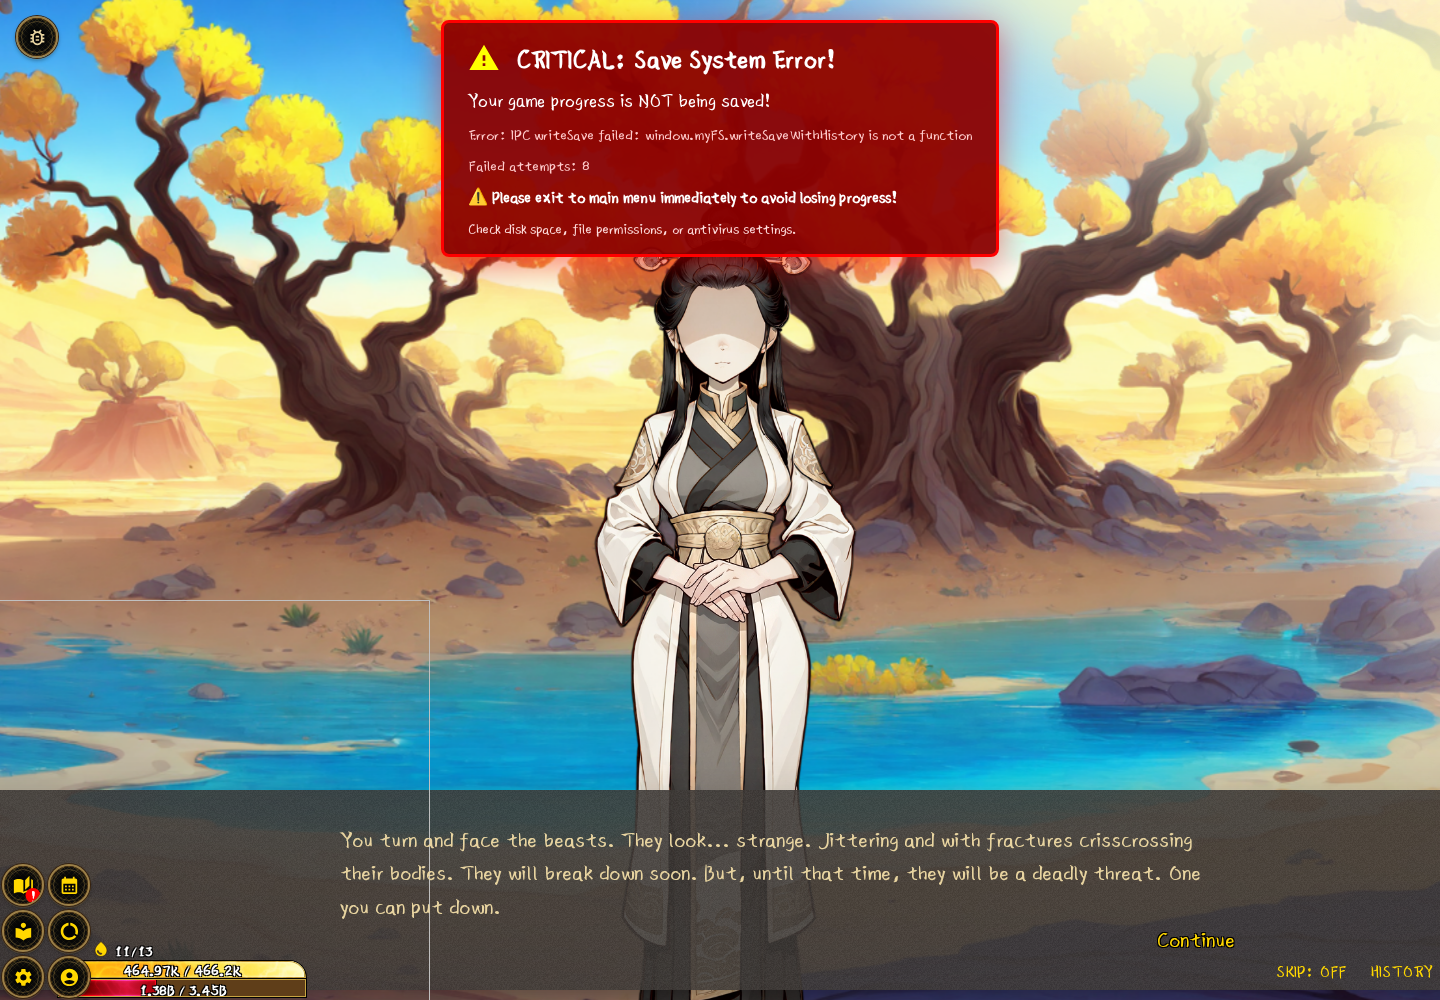 CRITICAL: Save System Error!
Your game progress is NOT being saved!
Error: IPC writeSave failed: window.myFS.writeSaveWithHistory is not a function
Failed attempts: 8
⚠️ Please exit to main menu immediately to avoid losing progress!
Check disk space, file permissions, or antivirus settings.
You turn and face the beasts. They look... strange. Jittering and with fractures crisscrossing
their bodies. They will break down soon. But, until that time, they will be a deadly threat. One
you can put down.
Continue
SKIP: OFF HISTORY
11/13
464.97K / 466.2K
1.38B / 3.45B